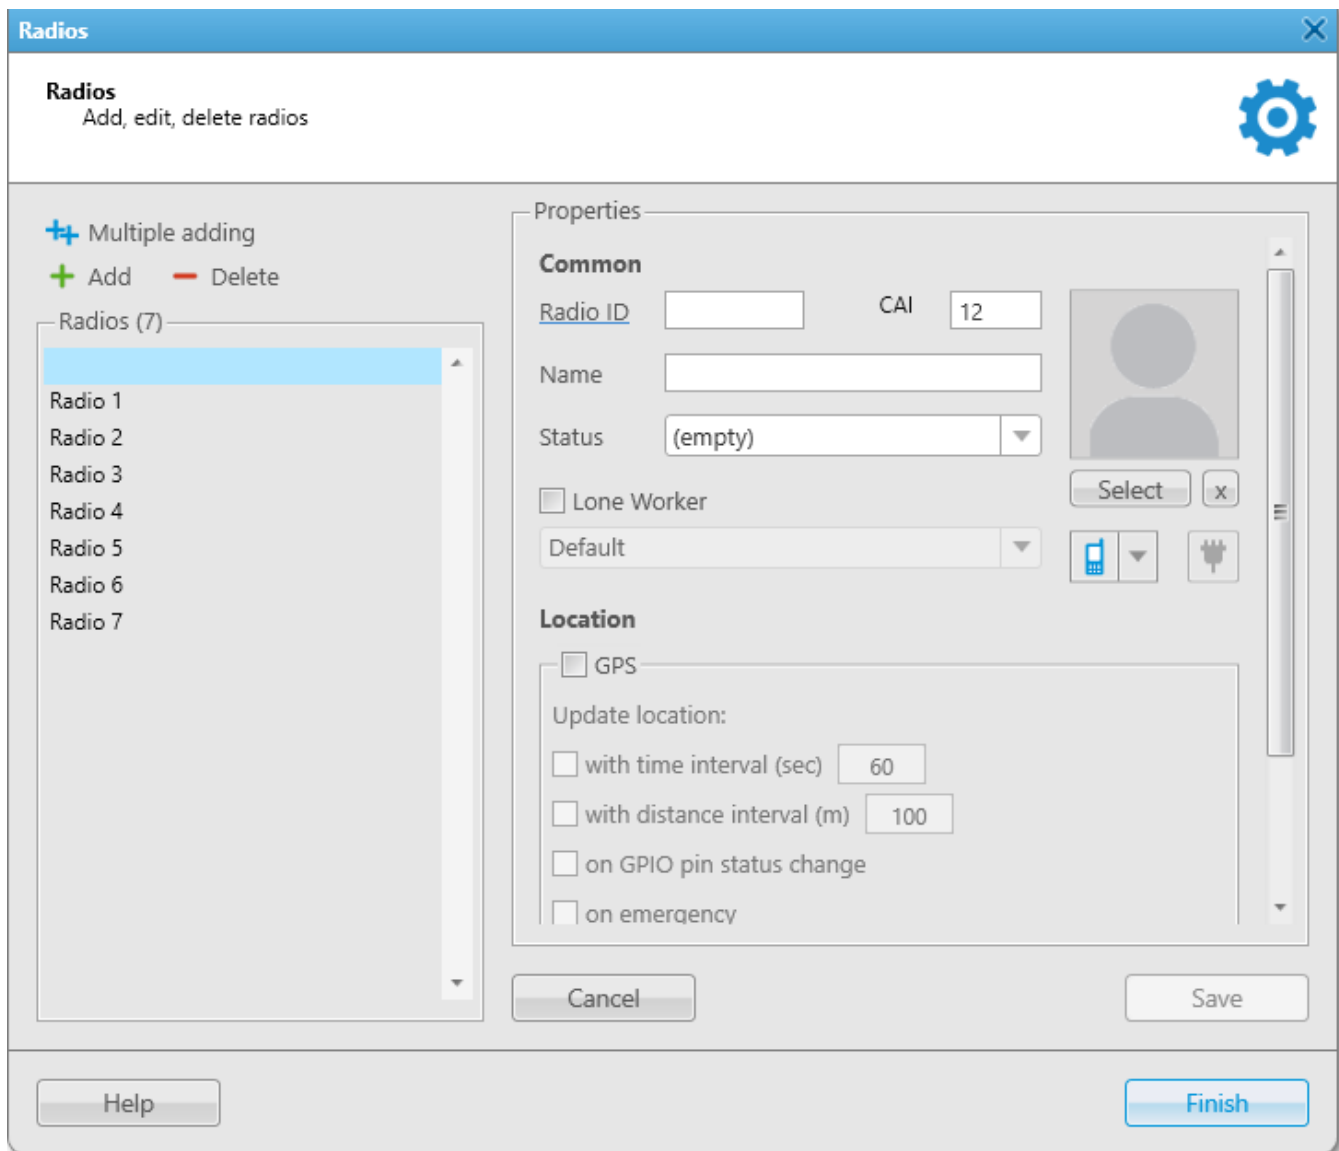 Radios
Radios
Add, edit, delete radios
Multiple adding
Add Delete
Radios (7)
Radio 1
Radio 2
Radio 3
Radio 4
Radio 5
Radio 6
Radio 7
Properties
Common
Radio ID CAI 12
Name
Status (empty)
Select x
Lone Worker
Default
Location
GPS
Update location:
with time interval (sec) 60
with distance interval (m) 100
on GPIO pin status change
on emergency
Cancel Save
Help Finish